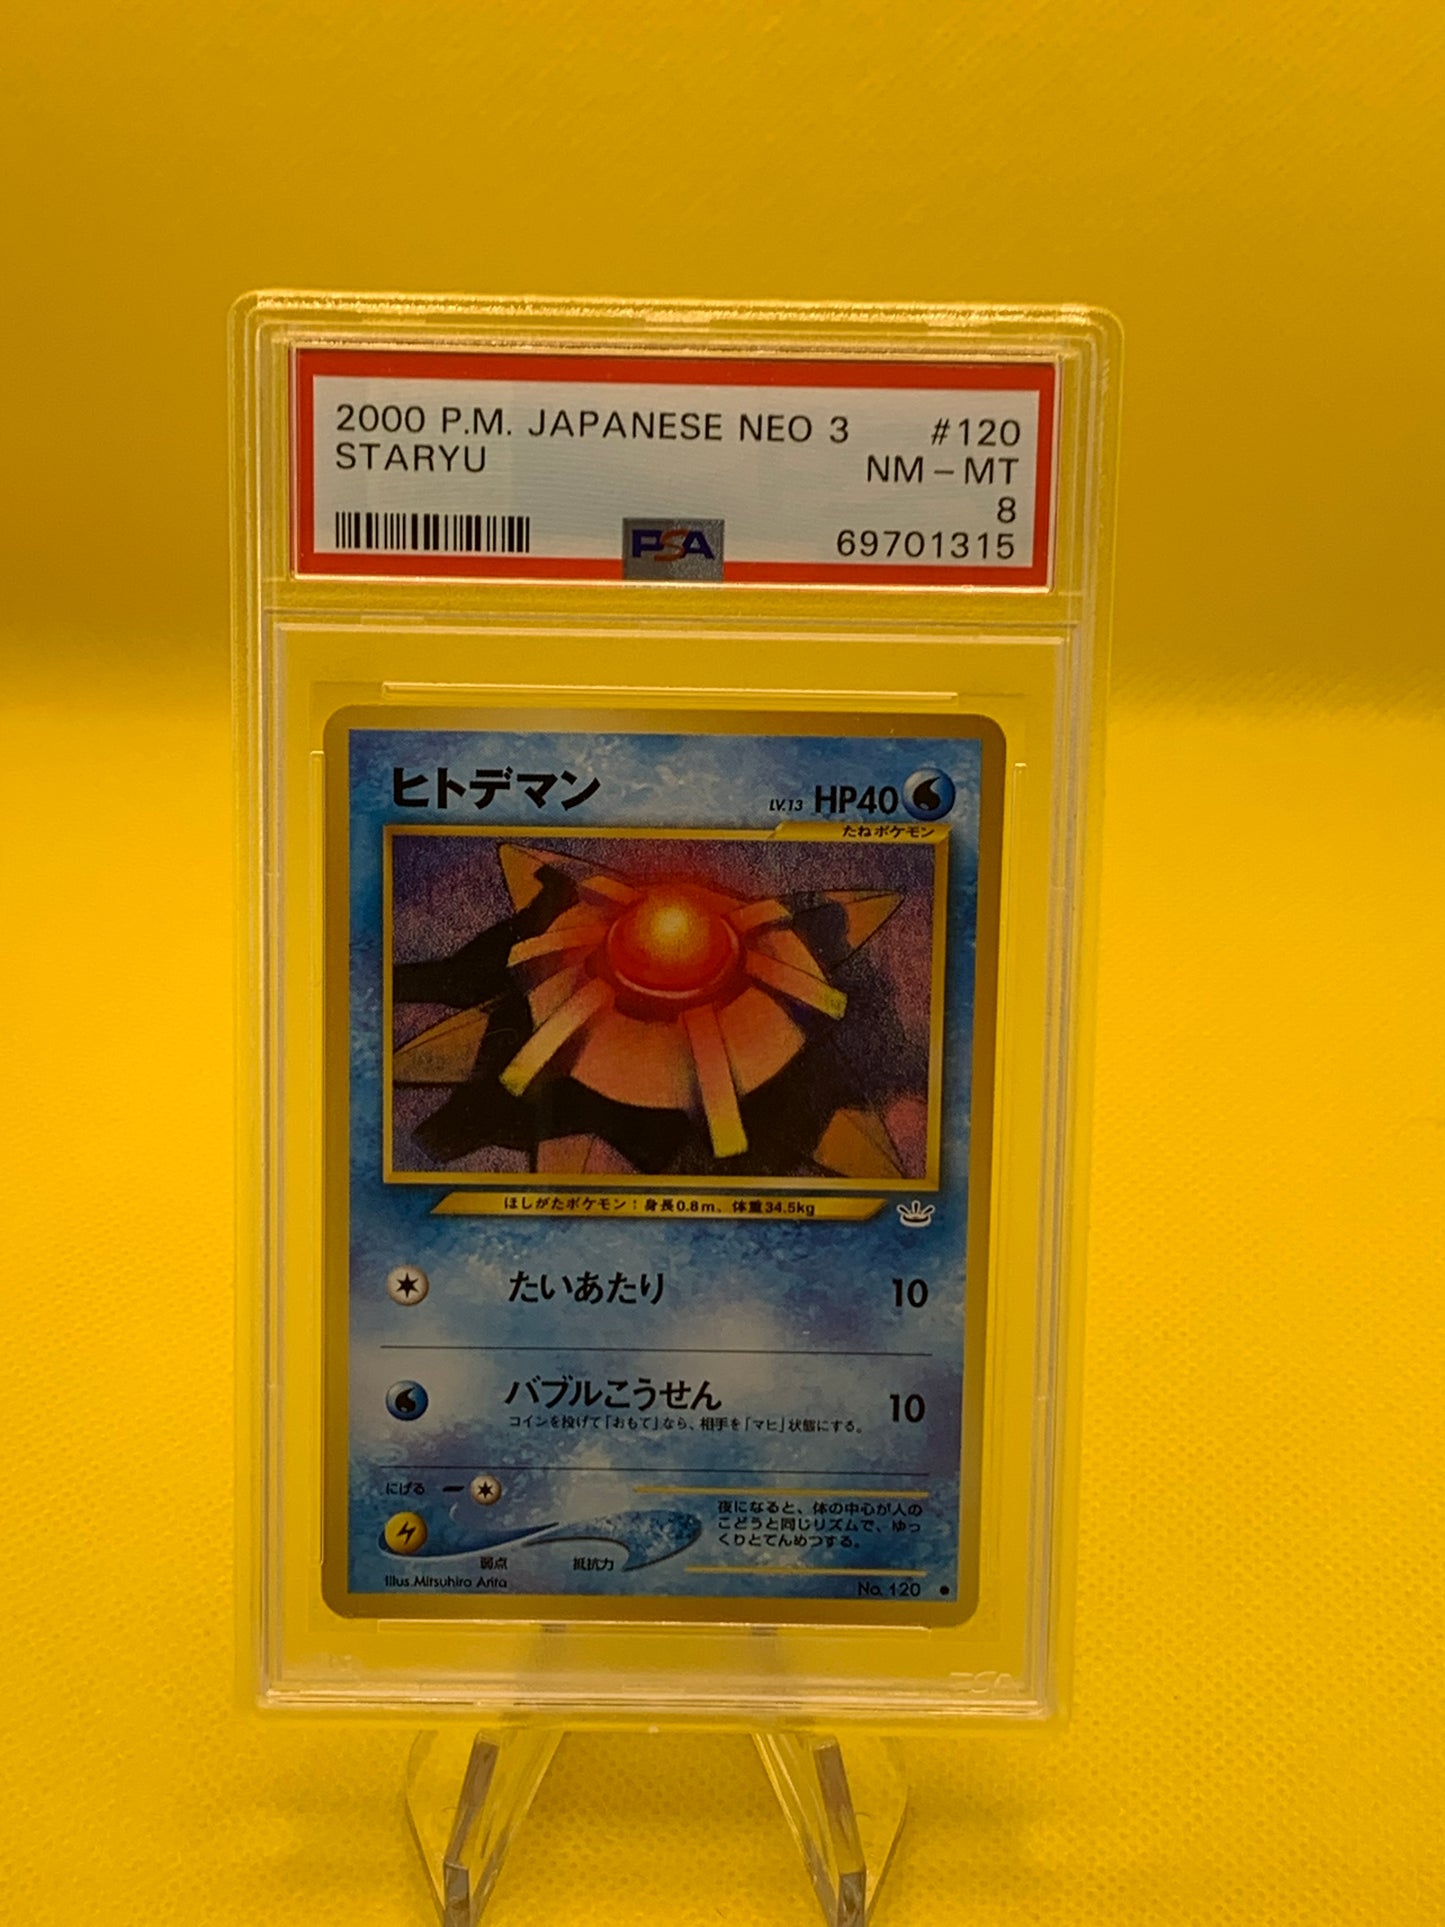 2000 P.M. JAPANESE NEO 3 #120
STARYU NM - MT
8
PSA 69701315
ヒトデマン LV.13 HP40
たねポケモン
ほしがたポケモン：身長0.8m、体重34.5kg
たいあたり 10
バブルこうせん 10
コインを投げて「おもて」なら、相手を「マヒ」状態にする。
にげる
夜になると、体の中心が人の
こどうと同じリズムで、ゆっ
くりとてんめつする。
弱点 抵抗力
Illus.Mitsuhiro Arita No. 120
PSA